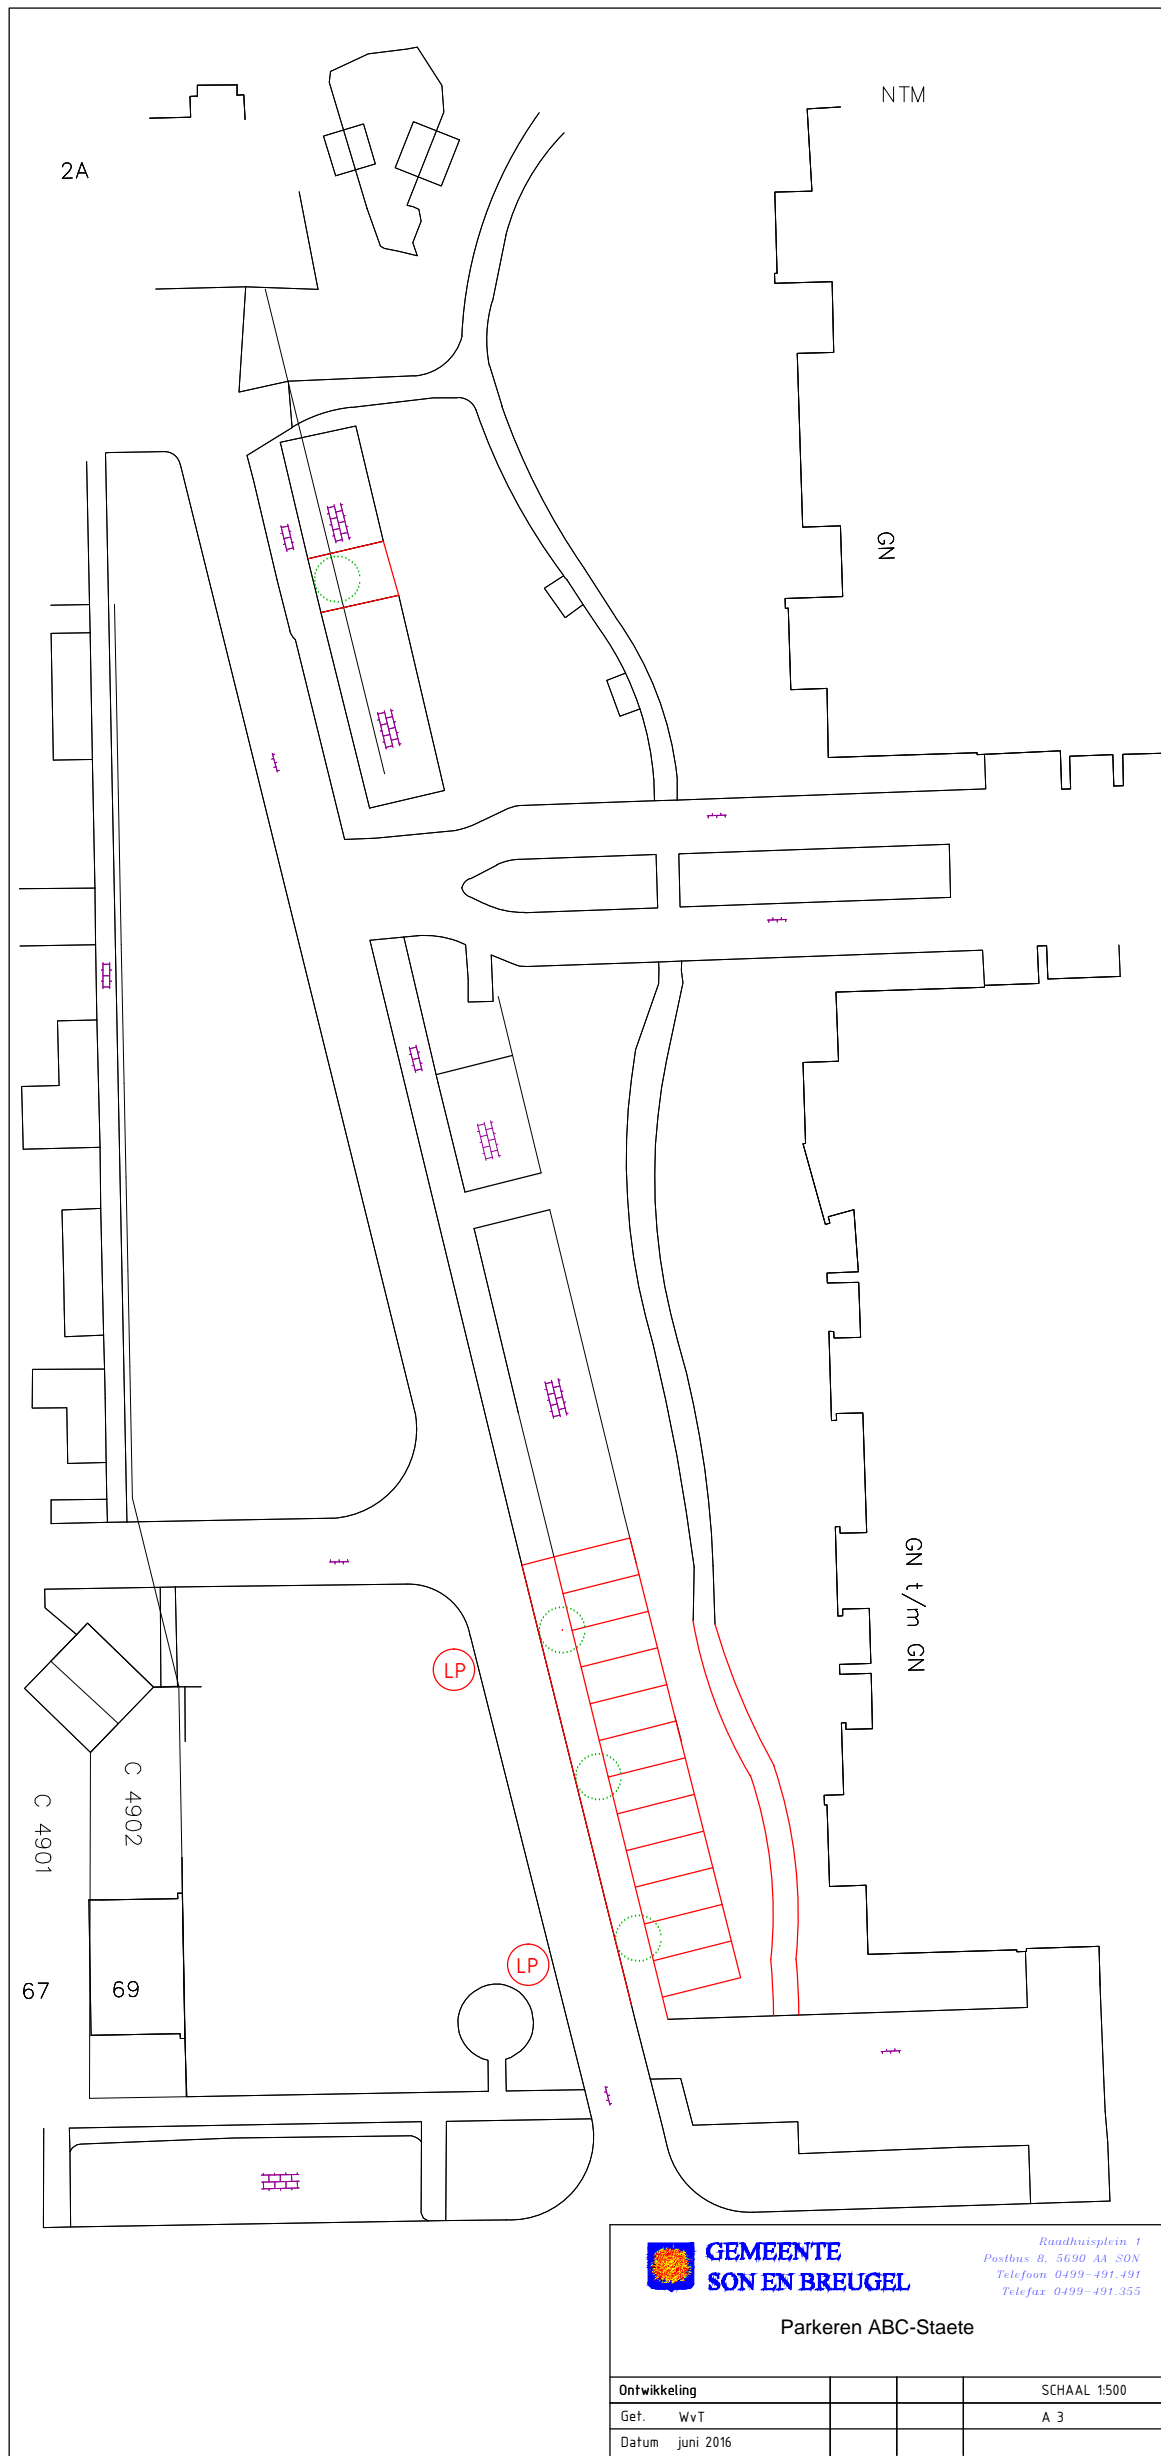 NTM
2A
GN
GN t/m GN
LP
C 4902
C 4901
LP
67
69
GEMEENTE
SON EN BREUGEL
Raadhuisplein 1
Postbus 8, 5690 AA SON
Telefoon 0499-491.491
Telefax 0499-491.355
Parkeren ABC-Staete
Ontwikkeling
SCHAAL 1:500
Get. WvT
A 3
Datum juni 2016